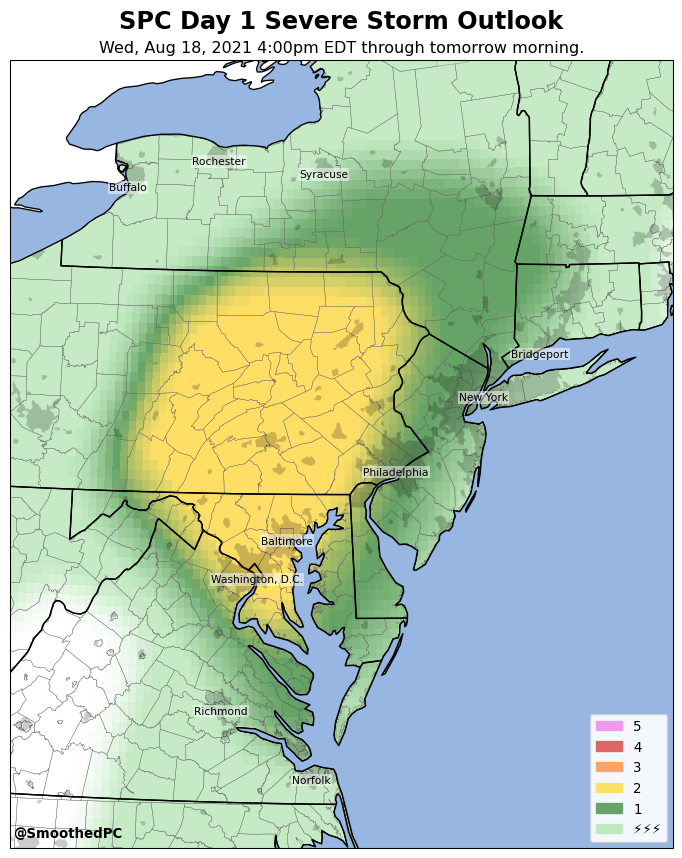 SPC Day 1 Severe Storm Outlook
Wed, Aug 18, 2021 4:00pm EDT through tomorrow morning.
Rochester
Syracuse
Buffalo
Bridgeport
New York
Philadelphia
Baltimore
Washington, D.C.
Richmond
Norfolk
5
4
3
2
1
⚡⚡⚡
@SmoothedPC